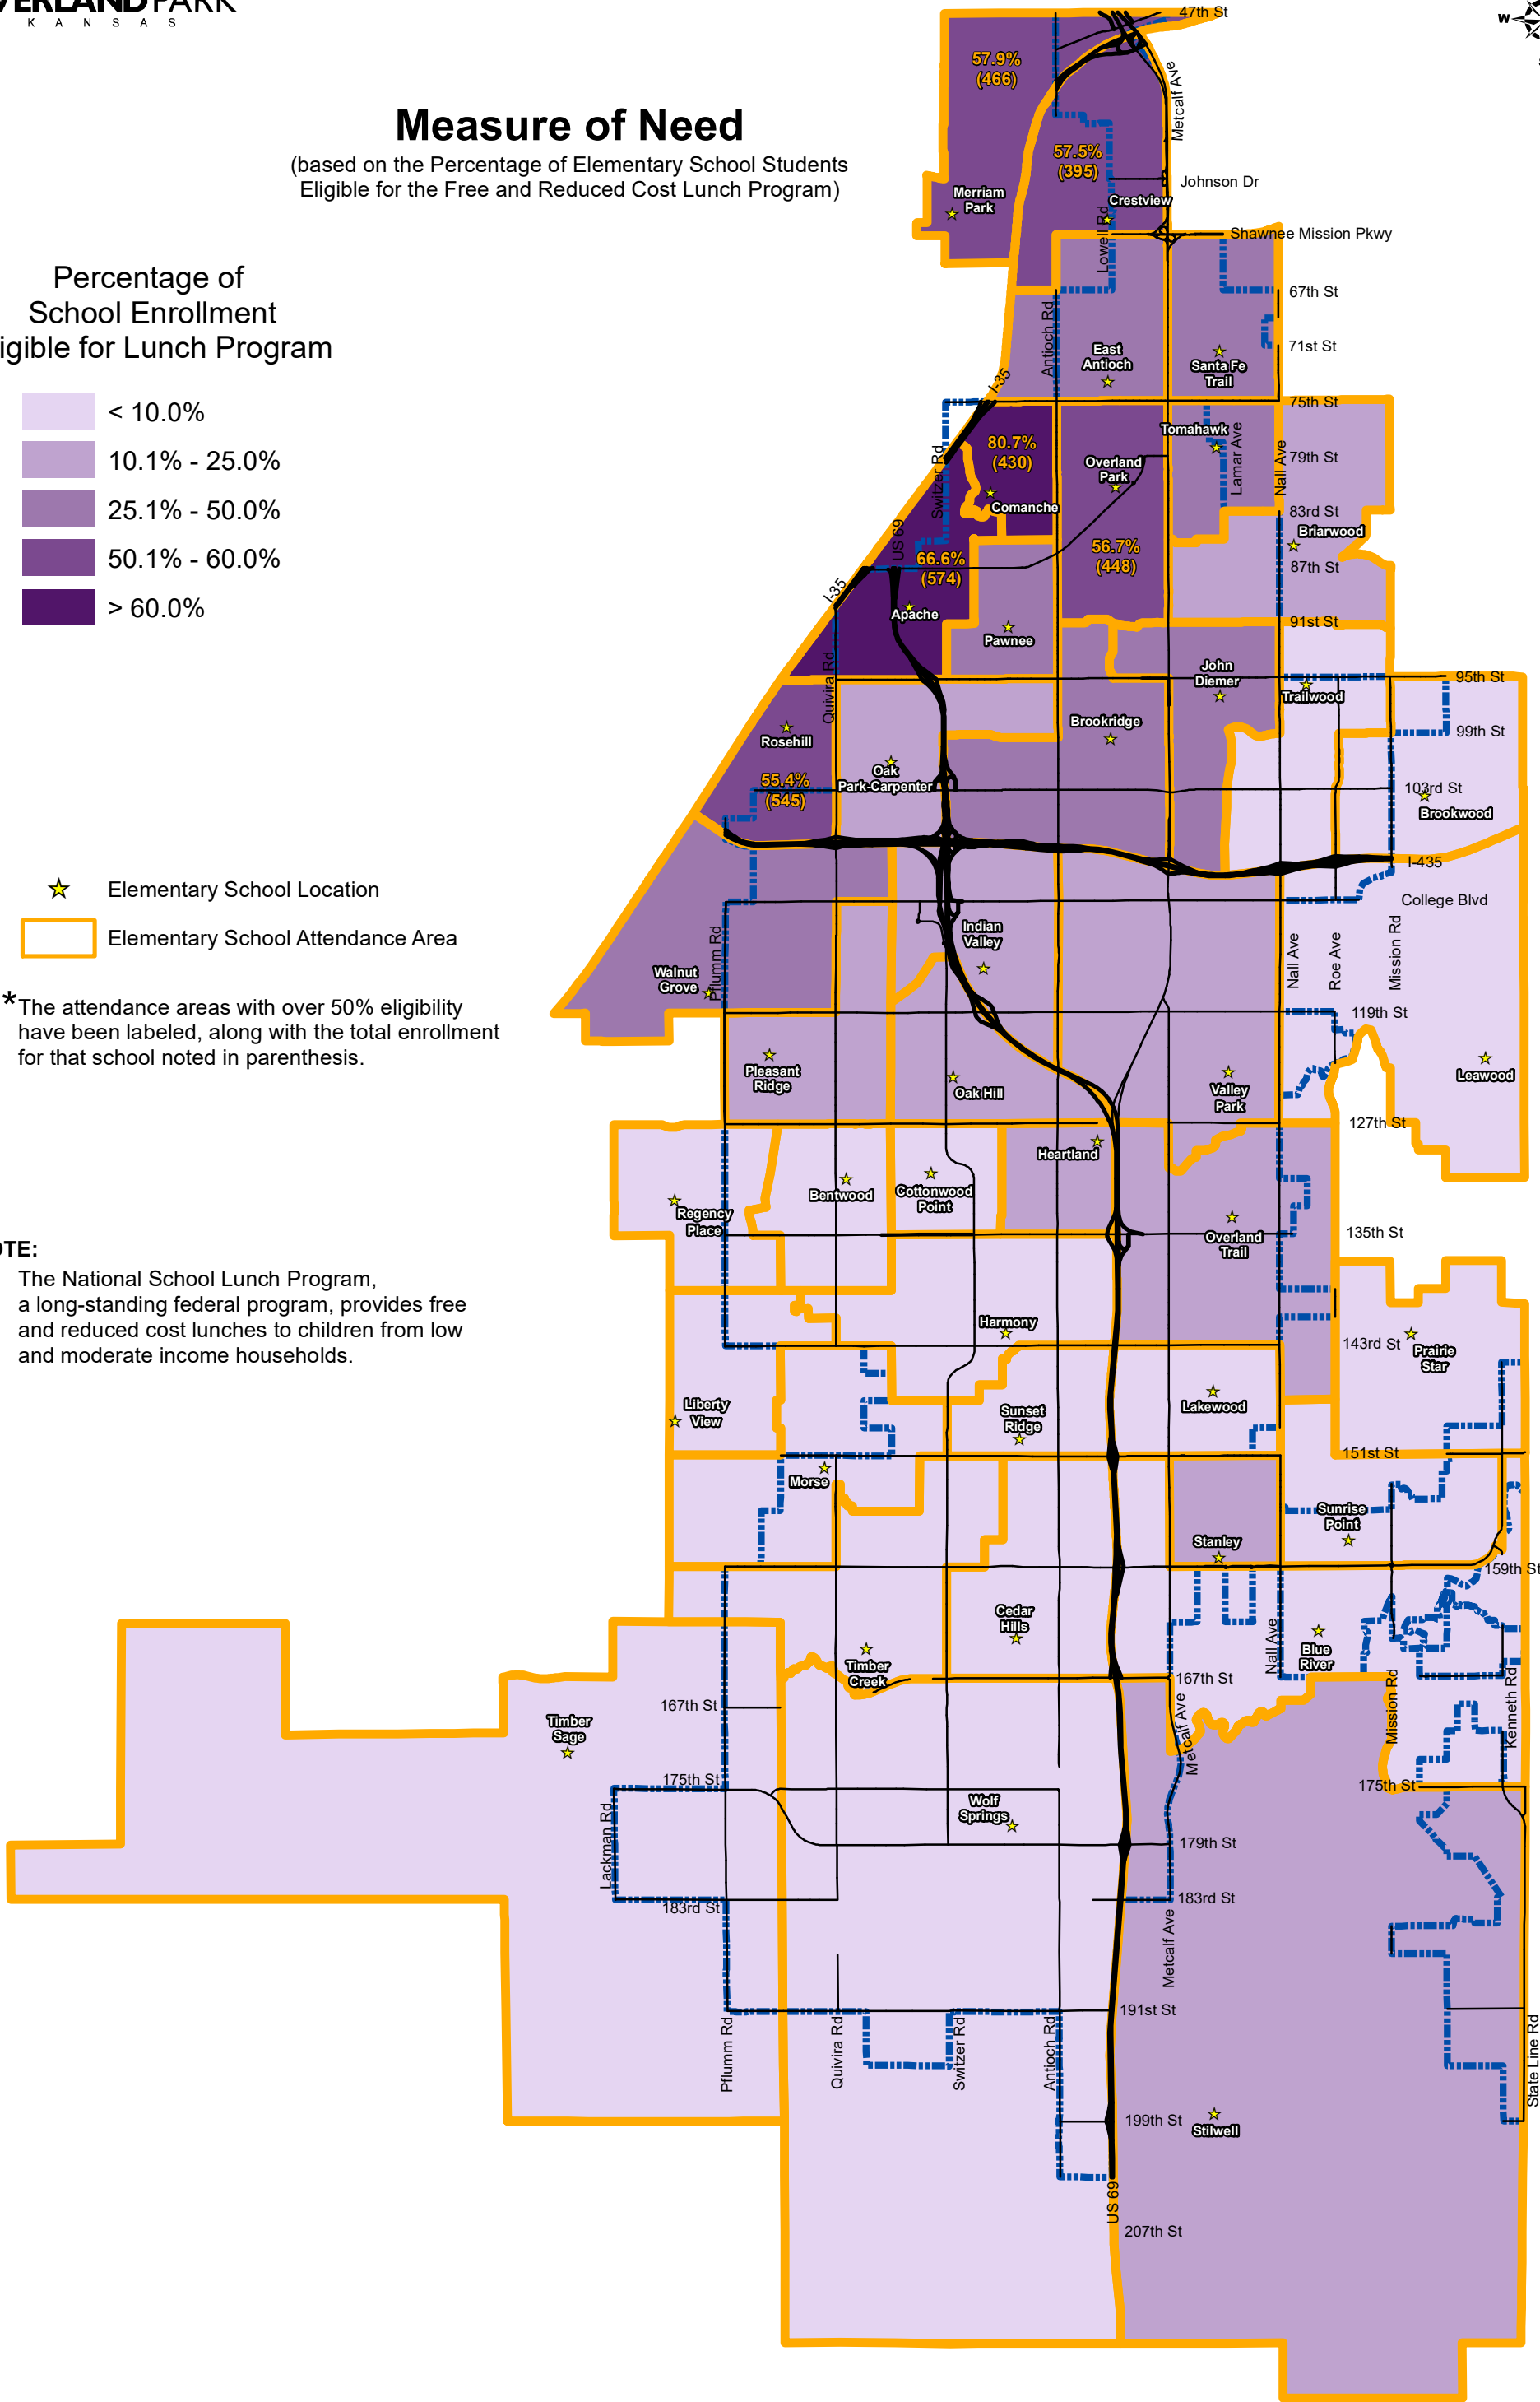 VERLAND PARK
K A N S A S
W
Measure of Need
(based on the Percentage of Elementary School Students
Eligible for the Free and Reduced Cost Lunch Program)
Percentage of
School Enrollment
igible for Lunch Program
< 10.0%
10.1% - 25.0%
25.1% - 50.0%
50.1% - 60.0%
> 60.0%
Elementary School Location
Elementary School Attendance Area
*The attendance areas with over 50% eligibility
have been labeled, along with the total enrollment
for that school noted in parenthesis.
OTE:
The National School Lunch Program,
a long-standing federal program, provides free
and reduced cost lunches to children from low
and moderate income households.
47th St
57.9%
(466)
Metcalf Ave
57.5%
(395)
Johnson Dr
Merriam
Park
Crestview
Lowell Rd
Shawnee Mission Pkwy
67th St
Antioch Rd
71st St
East
Antioch
Santa Fe
Trail
I-35
75th St
80.7%
(430)
Tomahawk
Lamar Ave
Nall Ave
79th St
Overland
Park
Switzer Rd
Comanche
83rd St
Briarwood
US 69
66.6%
(574)
56.7%
(448)
87th St
I-35
Apache
91st St
Pawnee
John
Diemer
Quivira Rd
95th St
Trailwood
Brookridge
99th St
Rosehill
Oak
Park-Carpenter
55.4%
(545)
103rd St
Brookwood
I-435
College Blvd
Indian
Valley
Pflumm Rd
Nall Ave
Roe Ave
Mission Rd
Walnut
Grove
119th St
Pleasant
Ridge
Oak Hill
Valley
Park
Leawood
127th St
Heartland
Bentwood
Cottonwood
Point
Regency
Place
Overland
Trail
135th St
Harmony
143rd St
Prairie
Star
Liberty
View
Sunset
Ridge
Lakewood
151st St
Morse
Sunrise
Point
Stanley
159th St
Cedar
Hills
Nall Ave
Blue
River
Timber
Creek
167th St
Mission Rd
Kenneth Rd
167th St
Timber
Sage
Metcalf Ave
175th St
175th St
Wolf
Springs
Lackman Rd
179th St
183rd St
183rd St
Metcalf Ave
191st St
Pflumm Rd
Quivira Rd
Switzer Rd
Antioch Rd
State Line Rd
199th St
Stilwell
US 69
207th St